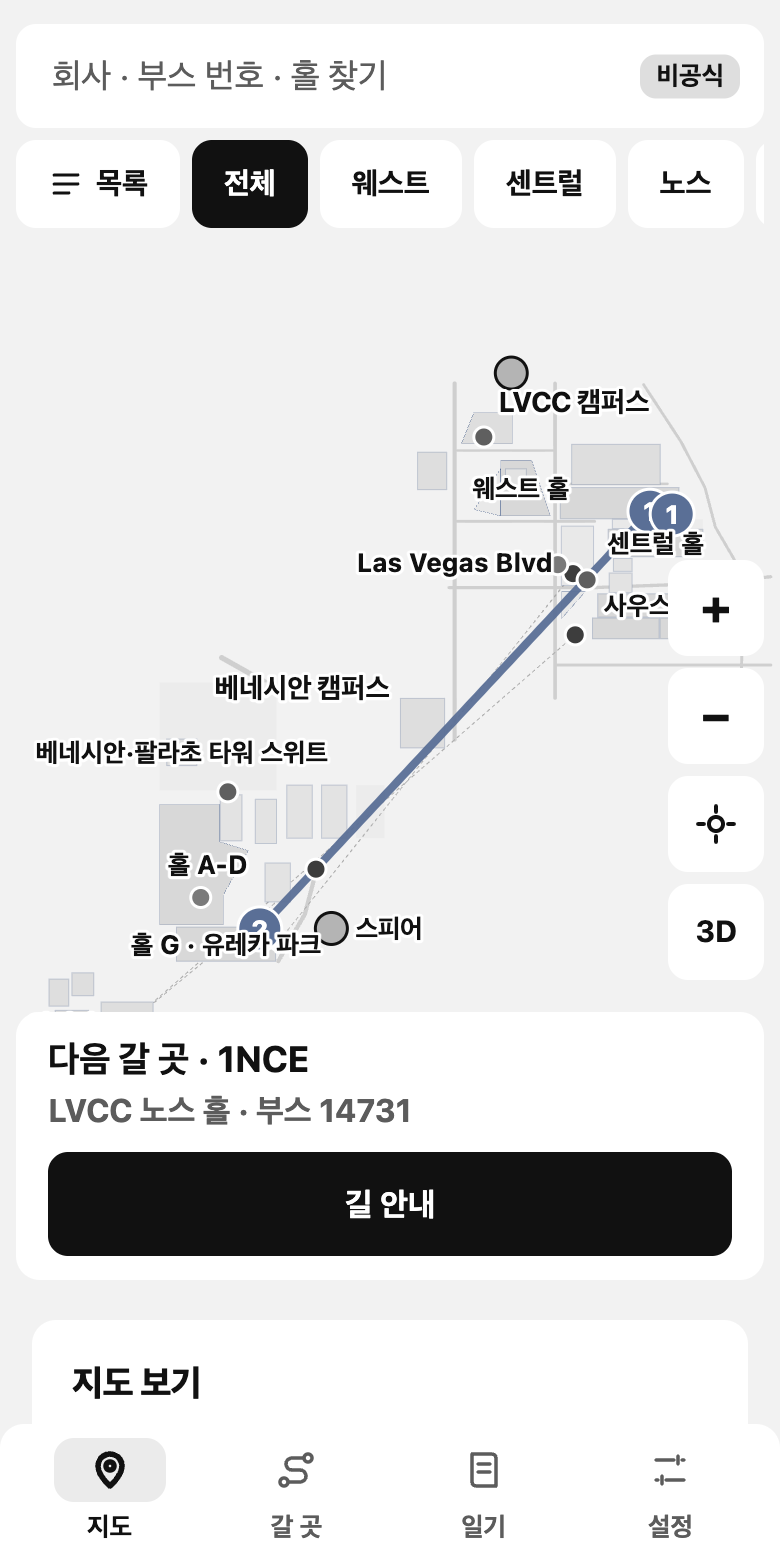 회사 · 부스 번호 · 홀 찾기
비공식
목록
전체
웨스트
센트럴
노스
LVCC 캠퍼스
웨스트 홀
1
1
센트럴 홀
Las Vegas Blvd
사우스
+
−
베네시안 캠퍼스
베네시안·팔라초 타워 스위트
홀 A-D
2
홀 G · 유레카 파크
스피어
3D
다음 갈 곳 · 1NCE
LVCC 노스 홀 · 부스 14731
길 안내
지도 보기
지도
갈 곳
일기
설정